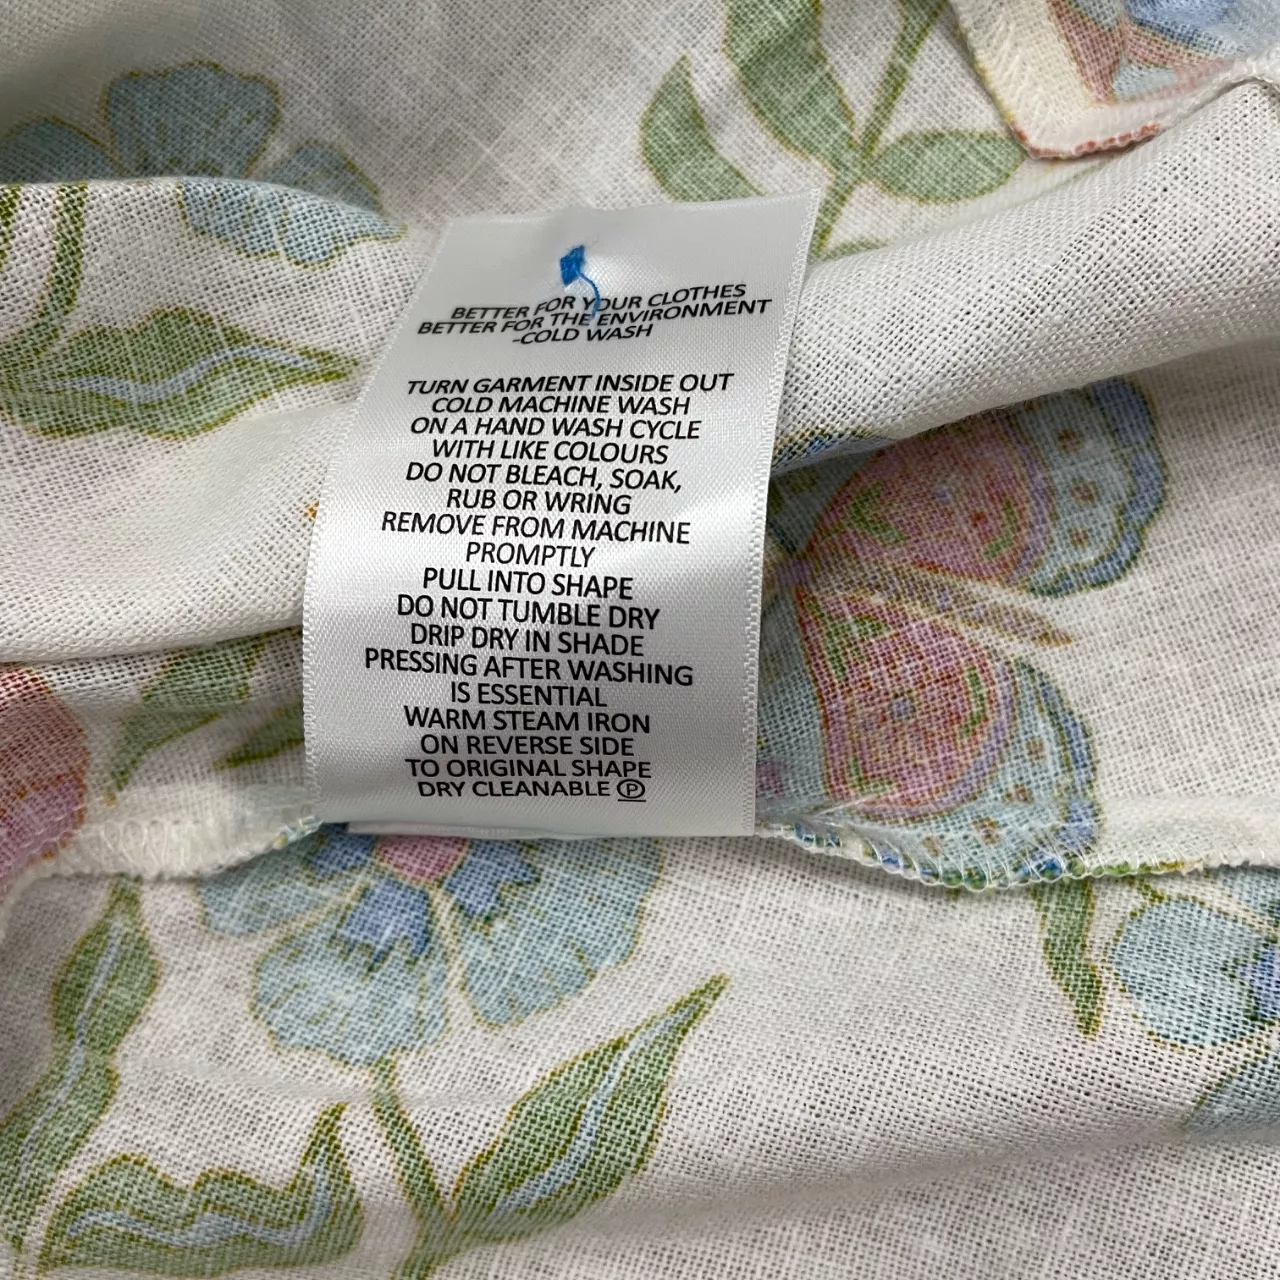 BETTER FOR YOUR CLOTHES
BETTER FOR THE ENVIRONMENT
-COLD WASH
TURN GARMENT INSIDE OUT
COLD MACHINE WASH
ON A HAND WASH CYCLE
WITH LIKE COLOURS
DO NOT BLEACH, SOAK,
RUB OR WRING
REMOVE FROM MACHINE
PROMPTLY
PULL INTO SHAPE
DO NOT TUMBLE DRY
DRIP DRY IN SHADE
PRESSING AFTER WASHING
IS ESSENTIAL
WARM STEAM IRON
ON REVERSE SIDE
TO ORIGINAL SHAPE
DRY CLEANABLE Ⓟ